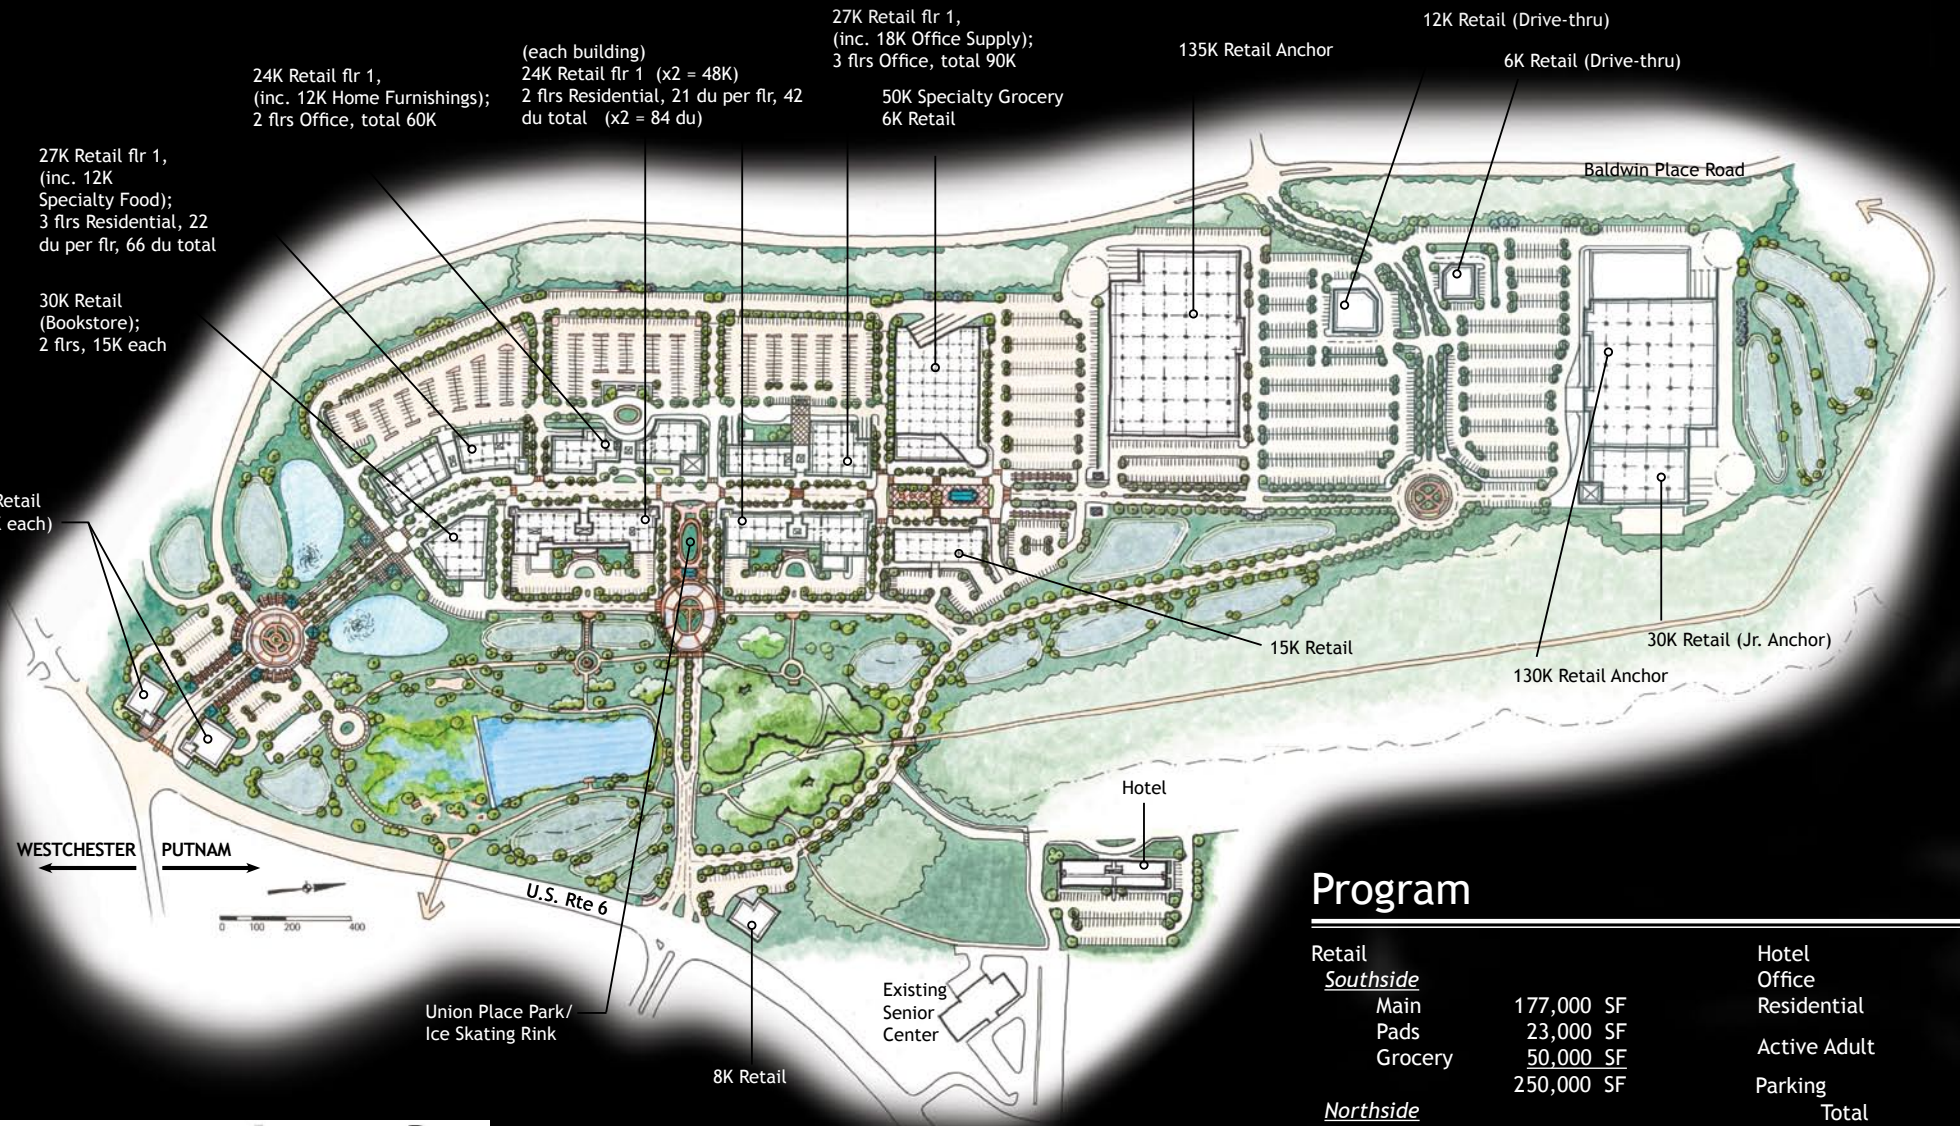 27K Retail flr 1,
(inc. 18K Office Supply);
3 flrs Office, total 90K
12K Retail (Drive-thru)
135K Retail Anchor
6K Retail (Drive-thru)
(each building)
24K Retail flr 1 (x2 = 48K)
2 flrs Residential, 21 du per flr, 42
du total (x2 = 84 du)
24K Retail flr 1,
(inc. 12K Home Furnishings);
2 flrs Office, total 60K
50K Specialty Grocery
6K Retail
27K Retail flr 1,
(inc. 12K
Specialty Food);
3 flrs Residential, 22
du per flr, 66 du total
Baldwin Place Road
30K Retail
(Bookstore);
2 flrs, 15K each
Retail
each)
15K Retail
30K Retail (Jr. Anchor)
130K Retail Anchor
Hotel
WESTCHESTER PUTNAM
U.S. Rte 6
0 100 200 400
Existing
Senior
Center
Union Place Park/
Ice Skating Rink
8K Retail
Program
Retail
Southside
Main 177,000 SF
Pads 23,000 SF
Grocery 50,000 SF
250,000 SF
Northside
Hotel
Office
Residential
Active Adult
Parking
Total